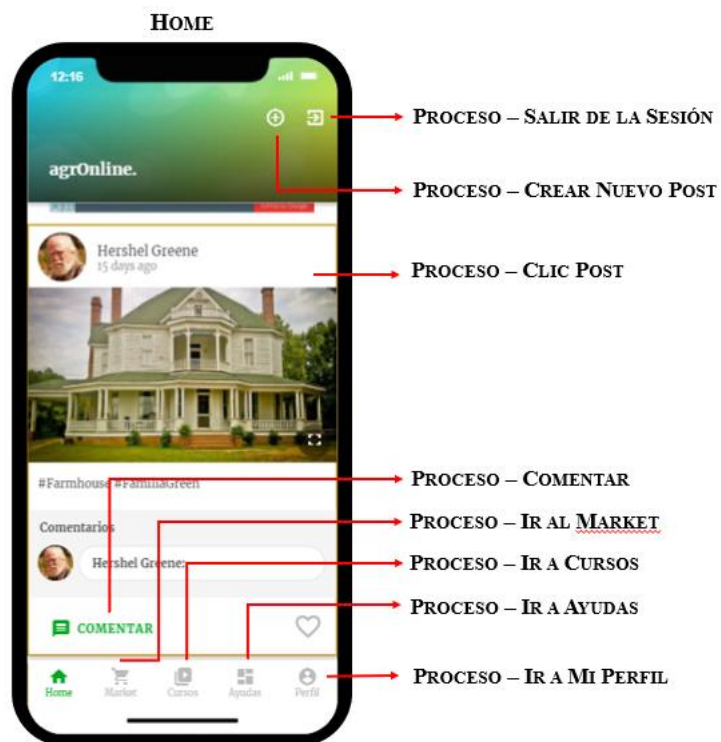 HOME
12:16
PROCESO – SALIR DE LA SESIÓN
agrOnline.
PROCESO – CREAR NUEVO POST
Hershel Greene
15 days ago
PROCESO – CLIC POST
#Farmhouse #FamiliaGreen
PROCESO – COMENTAR
Comentarios
PROCESO – IR AL MARKET
Hershel Greene:
PROCESO – IR A CURSOS
PROCESO – IR A AYUDAS
COMENTAR
Home Market Cursos Ayudas Perfil
PROCESO – IR A MI PERFIL